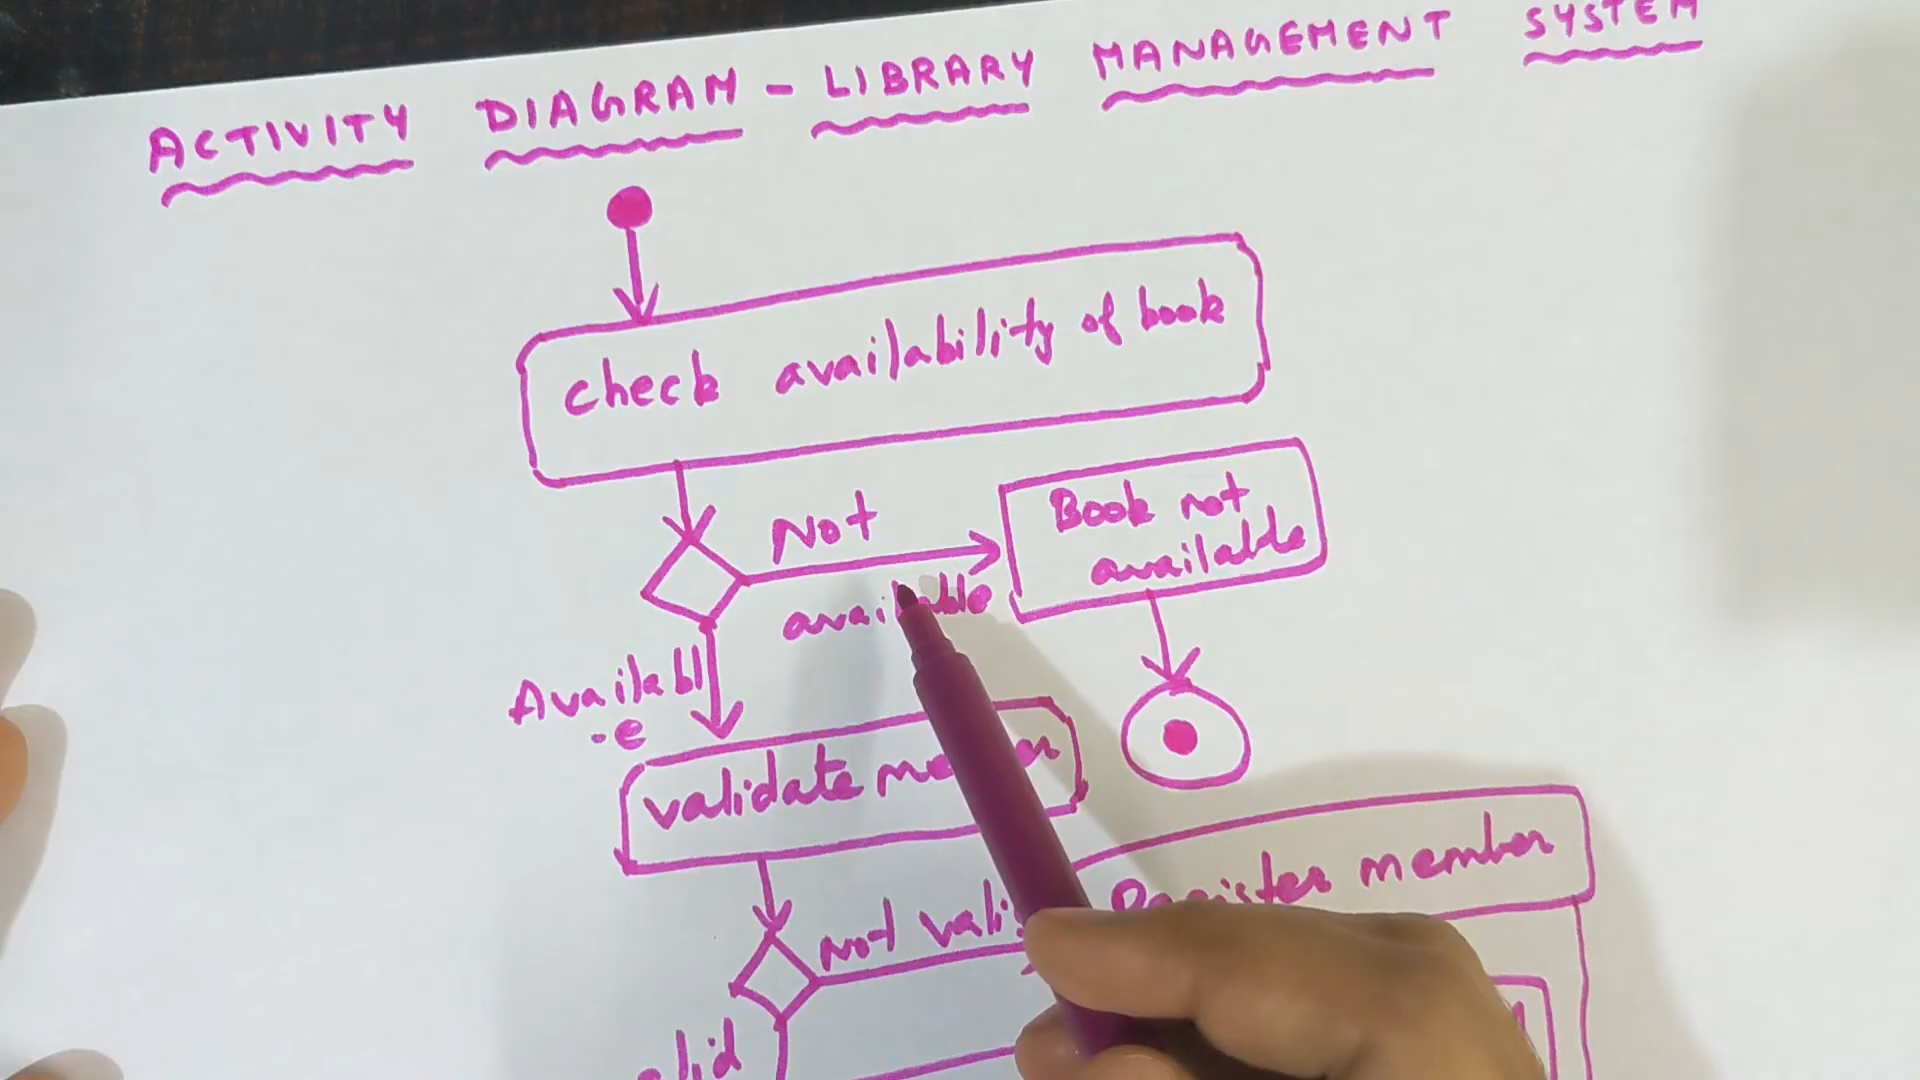 ACTIVITY DIAGRAM - LIBRARY MANAGEMENT SYSTEM
check availability of book
Not
available
Book not
available
Availabl
-e
validate
Not
Register member